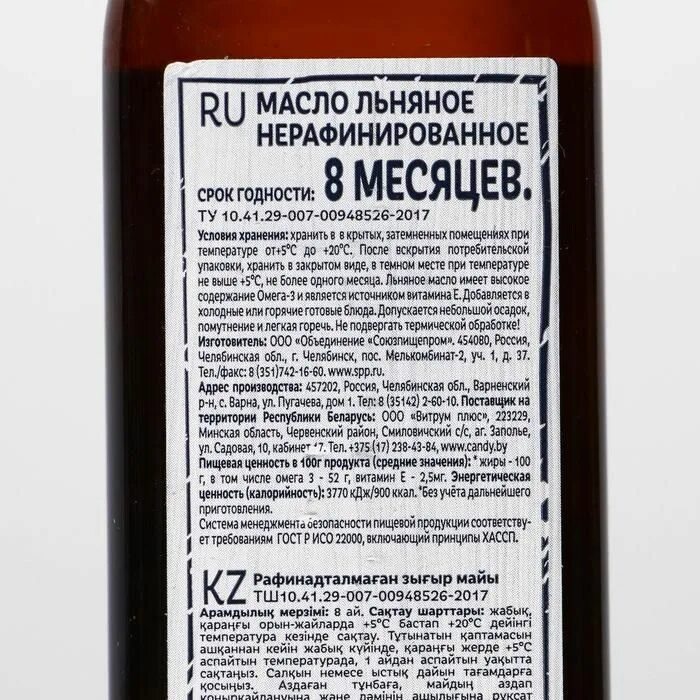 RU МАСЛО ЛЬНЯНОЕ
НЕРАФИНИРОВАННОЕ
СРОК ГОДНОСТИ: 8 МЕСЯЦЕВ.
ТУ 10.41.29-007-00948526-2017
Условия хранения: хранить в в крытых, затемненных помещениях при
температуре от+5°C до +20°C. После вскрытия потребительской
упаковки, хранить в закрытом виде, в темном месте при температуре
не выше +5°C, не более одного месяца. Льняное масло имеет высокое
содержание Омега-3 и является источником витамина Е. Добавляется в
холодные или горячие готовые блюда. Допускается небольшой осадок,
помутнение и легкая горечь. Не подвергать термической обработке!
Изготовитель: ООО «Объединение «Союзпищепром». 454080, Россия,
Челябинская обл., г. Челябинск, пос. Мелькомбинат-2, уч. 1, д. 37.
Тел./факс: 8 (351)742-16-60. www.spp.ru.
Адрес производства: 457202, Россия, Челябинская обл., Варненский
р-н, с. Варна, ул. Пугачева, дом 1. Тел: 8 (35142) 2-60-10. Поставщик на
территории Республики Беларусь: ООО «Витрум плюс», 223229,
Минская область, Червенский район, Смиловичский с/с, аг. Заполье,
ул. Садовая, 10, кабинет 17. Тел. +375 (17) 238-43-84, www.candy.by
Пищевая ценность в 100г продукта (средние значения): * жиры - 100
г, в том числе омега 3 - 52 г, витамин Е - 2,5мг. Энергетическая
ценность (калорийность): 3770 кДж/900 ккал. *Без учёта дальнейшего
приготовления.
Система менеджмента безопасности пищевой продукции соответству-
ет требованиям ГОСТ Р ИСО 22000, включающий принципы ХАССП.
KZ Рафинадталмаған зығыр майы
ТШ10.41.29-007-00948526-2017
Арамдылық мерзімі: 8 ай. Сақтау шарттары: жабық,
қараңғы орын-жайларда +5°C бастап +20°C дейінгі
температура кезінде сақтау. Тұтынатын қаптамасын
ашқаннан кейін жабық күйінде, қараңғы жерде +5°C
аспайтын температурада, 1 айдан аспайтын уақытта
сақтаңыз. Салқын немесе ыстық дайын тағамдарға
қосыңыз. Аздаған тұнбаға, майдың аздап
қоңырқайлануына және дәмінің ащылығына рұқсат